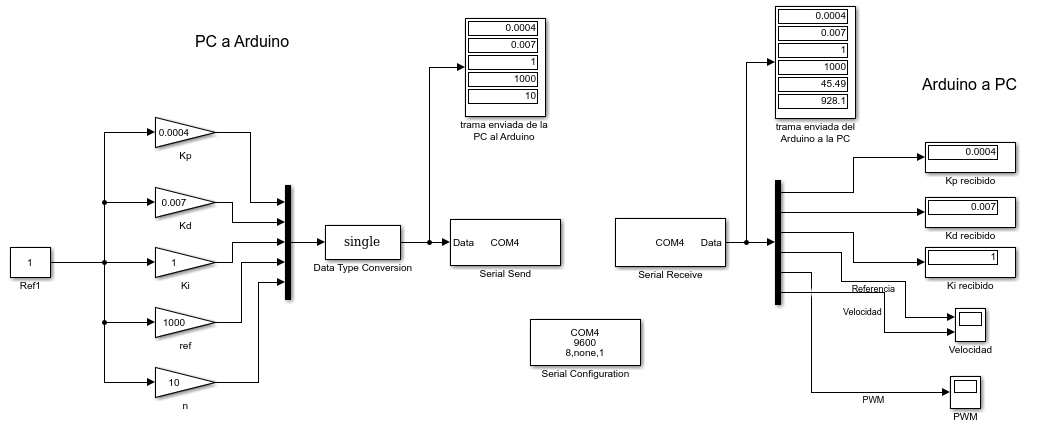 PC a Arduino
0.0004
0.007
1
1000
10
trama enviada de la
PC al Arduino
0.0004
Kp
0.007
Kd
1
Ki
1000
ref
10
n
1
Ref1
single
Data Type Conversion
Data
COM4
Serial Send
COM4
9600
8,none,1
Serial Configuration
Arduino a PC
0.0004
0.007
1
1000
45.49
928.1
trama enviada del
Arduino a la PC
COM4
Data
Serial Receive
0.0004
Kp recibido
0.007
Kd recibido
1
Ki recibido
Referencia
Velocidad
Velocidad
PWM
PWM